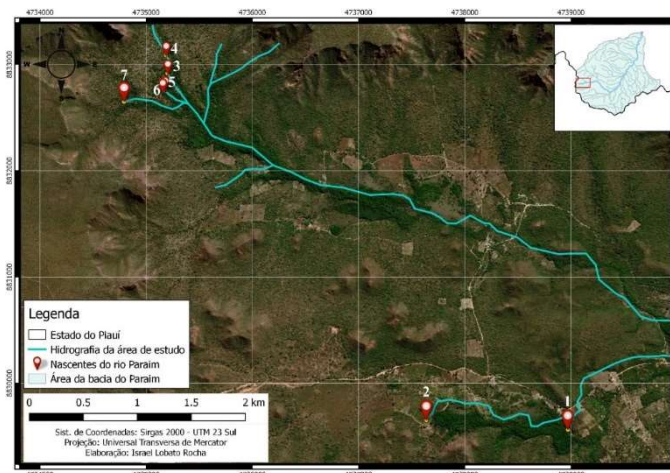 4734000 4735000 4736000 4737000 4738000 4739000
8833000
8832000
8831000
8830000
N
W E
4
3
7
5
6
2
1
Legenda
Estado do Piauí
Hidrografia da área de estudo
Nascentes do rio Paraim
Área da bacia do Paraim
0 0.5 1 1.5 2 km
Sist. de Coordenadas: Sirgas 2000 - UTM 23 Sul
Projeção: Universal Transversa de Mercator
Elaboração: Israel Lobato Rocha